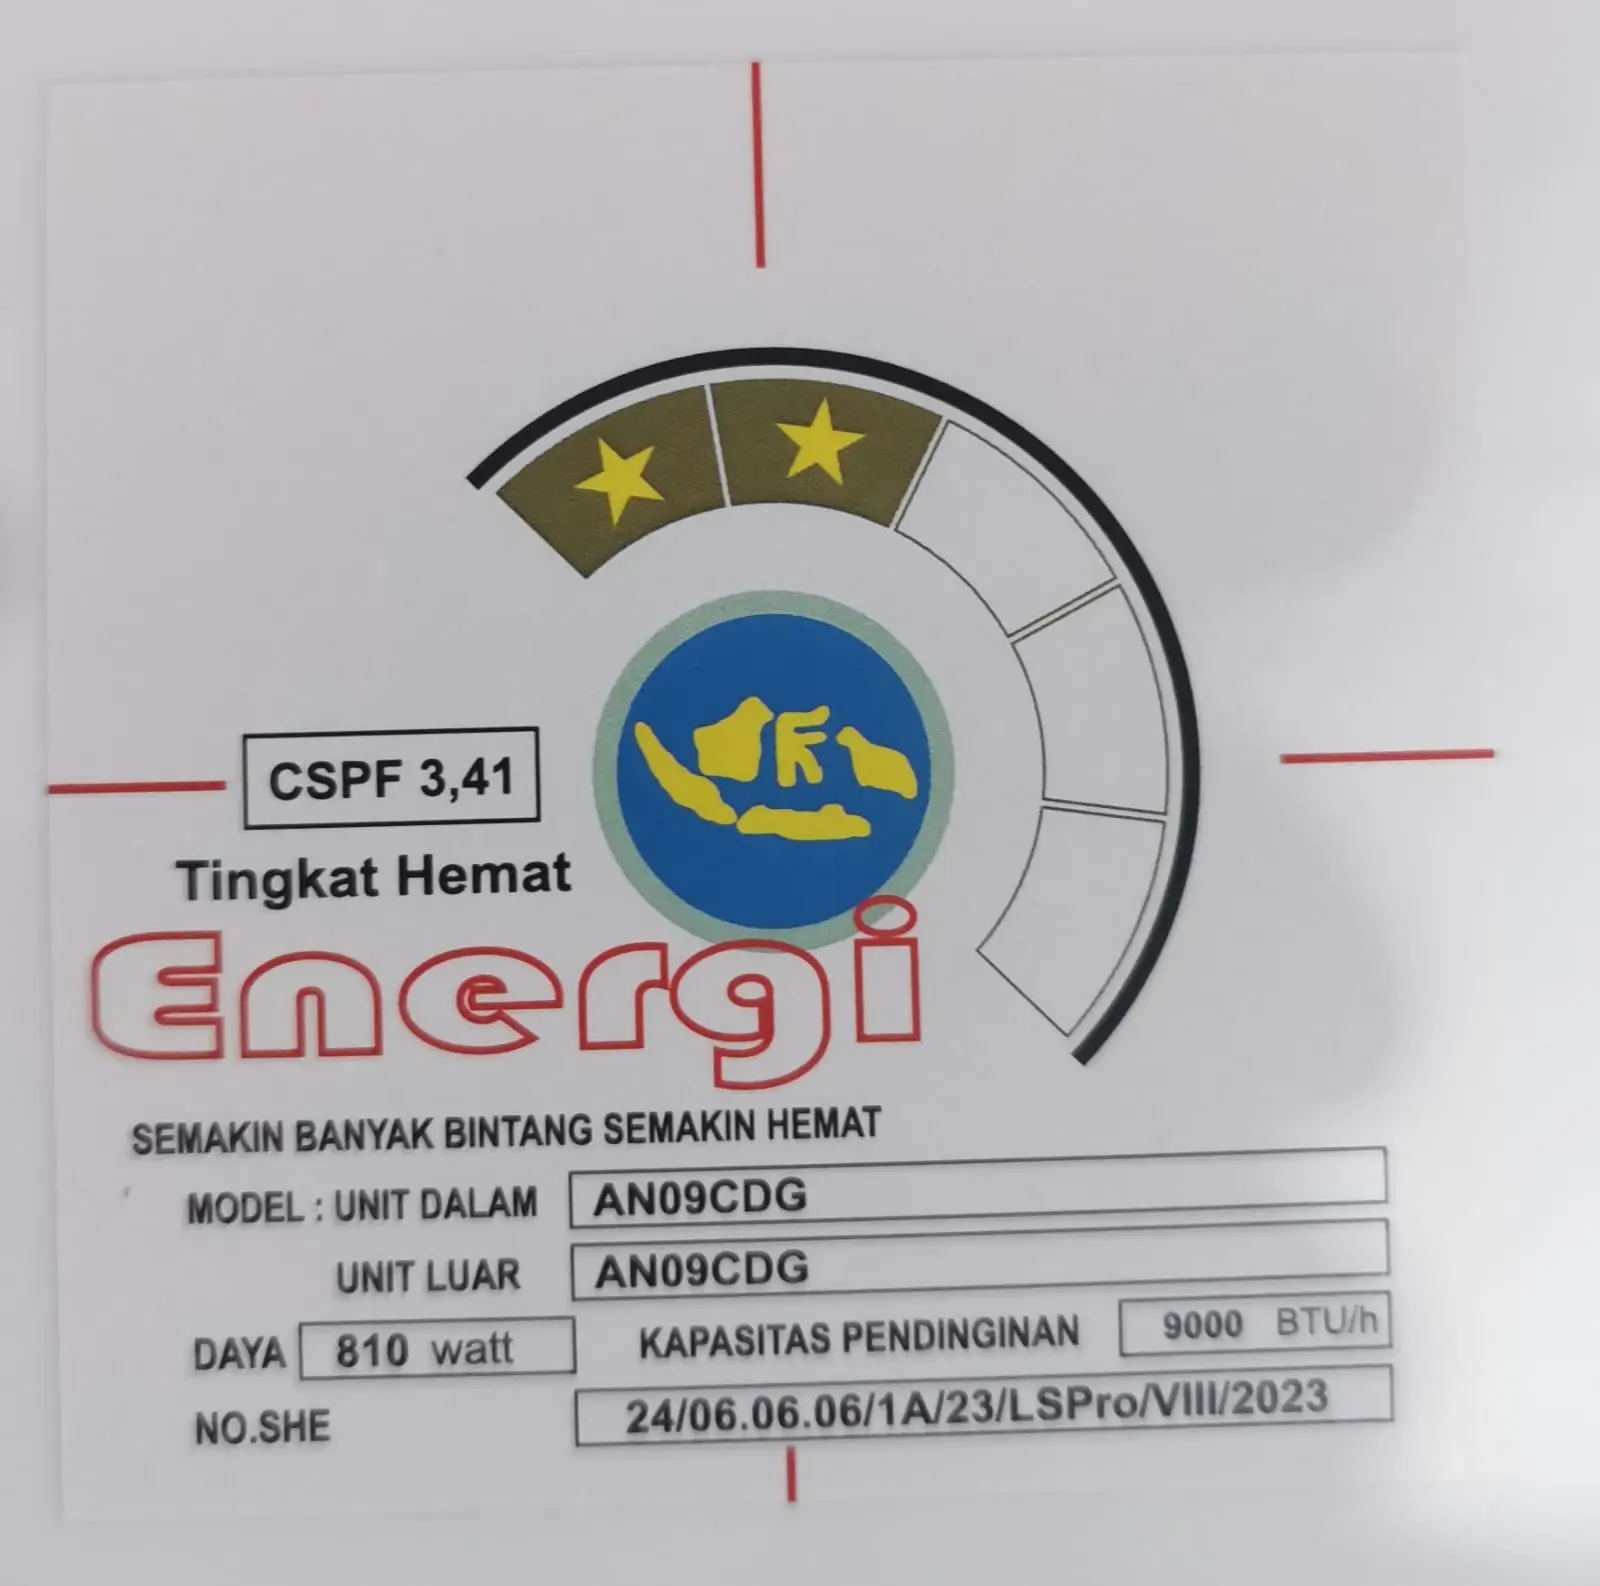 CSPF 3,41
Tingkat Hemat
Energi
SEMAKIN BANYAK BINTANG SEMAKIN HEMAT
MODEL : UNIT DALAM AN09CDG
UNIT LUAR AN09CDG
DAYA 810 watt KAPASITAS PENDINGINAN 9000 BTU/h
NO.SHE 24/06.06.06/1A/23/LSPro/VIII/2023